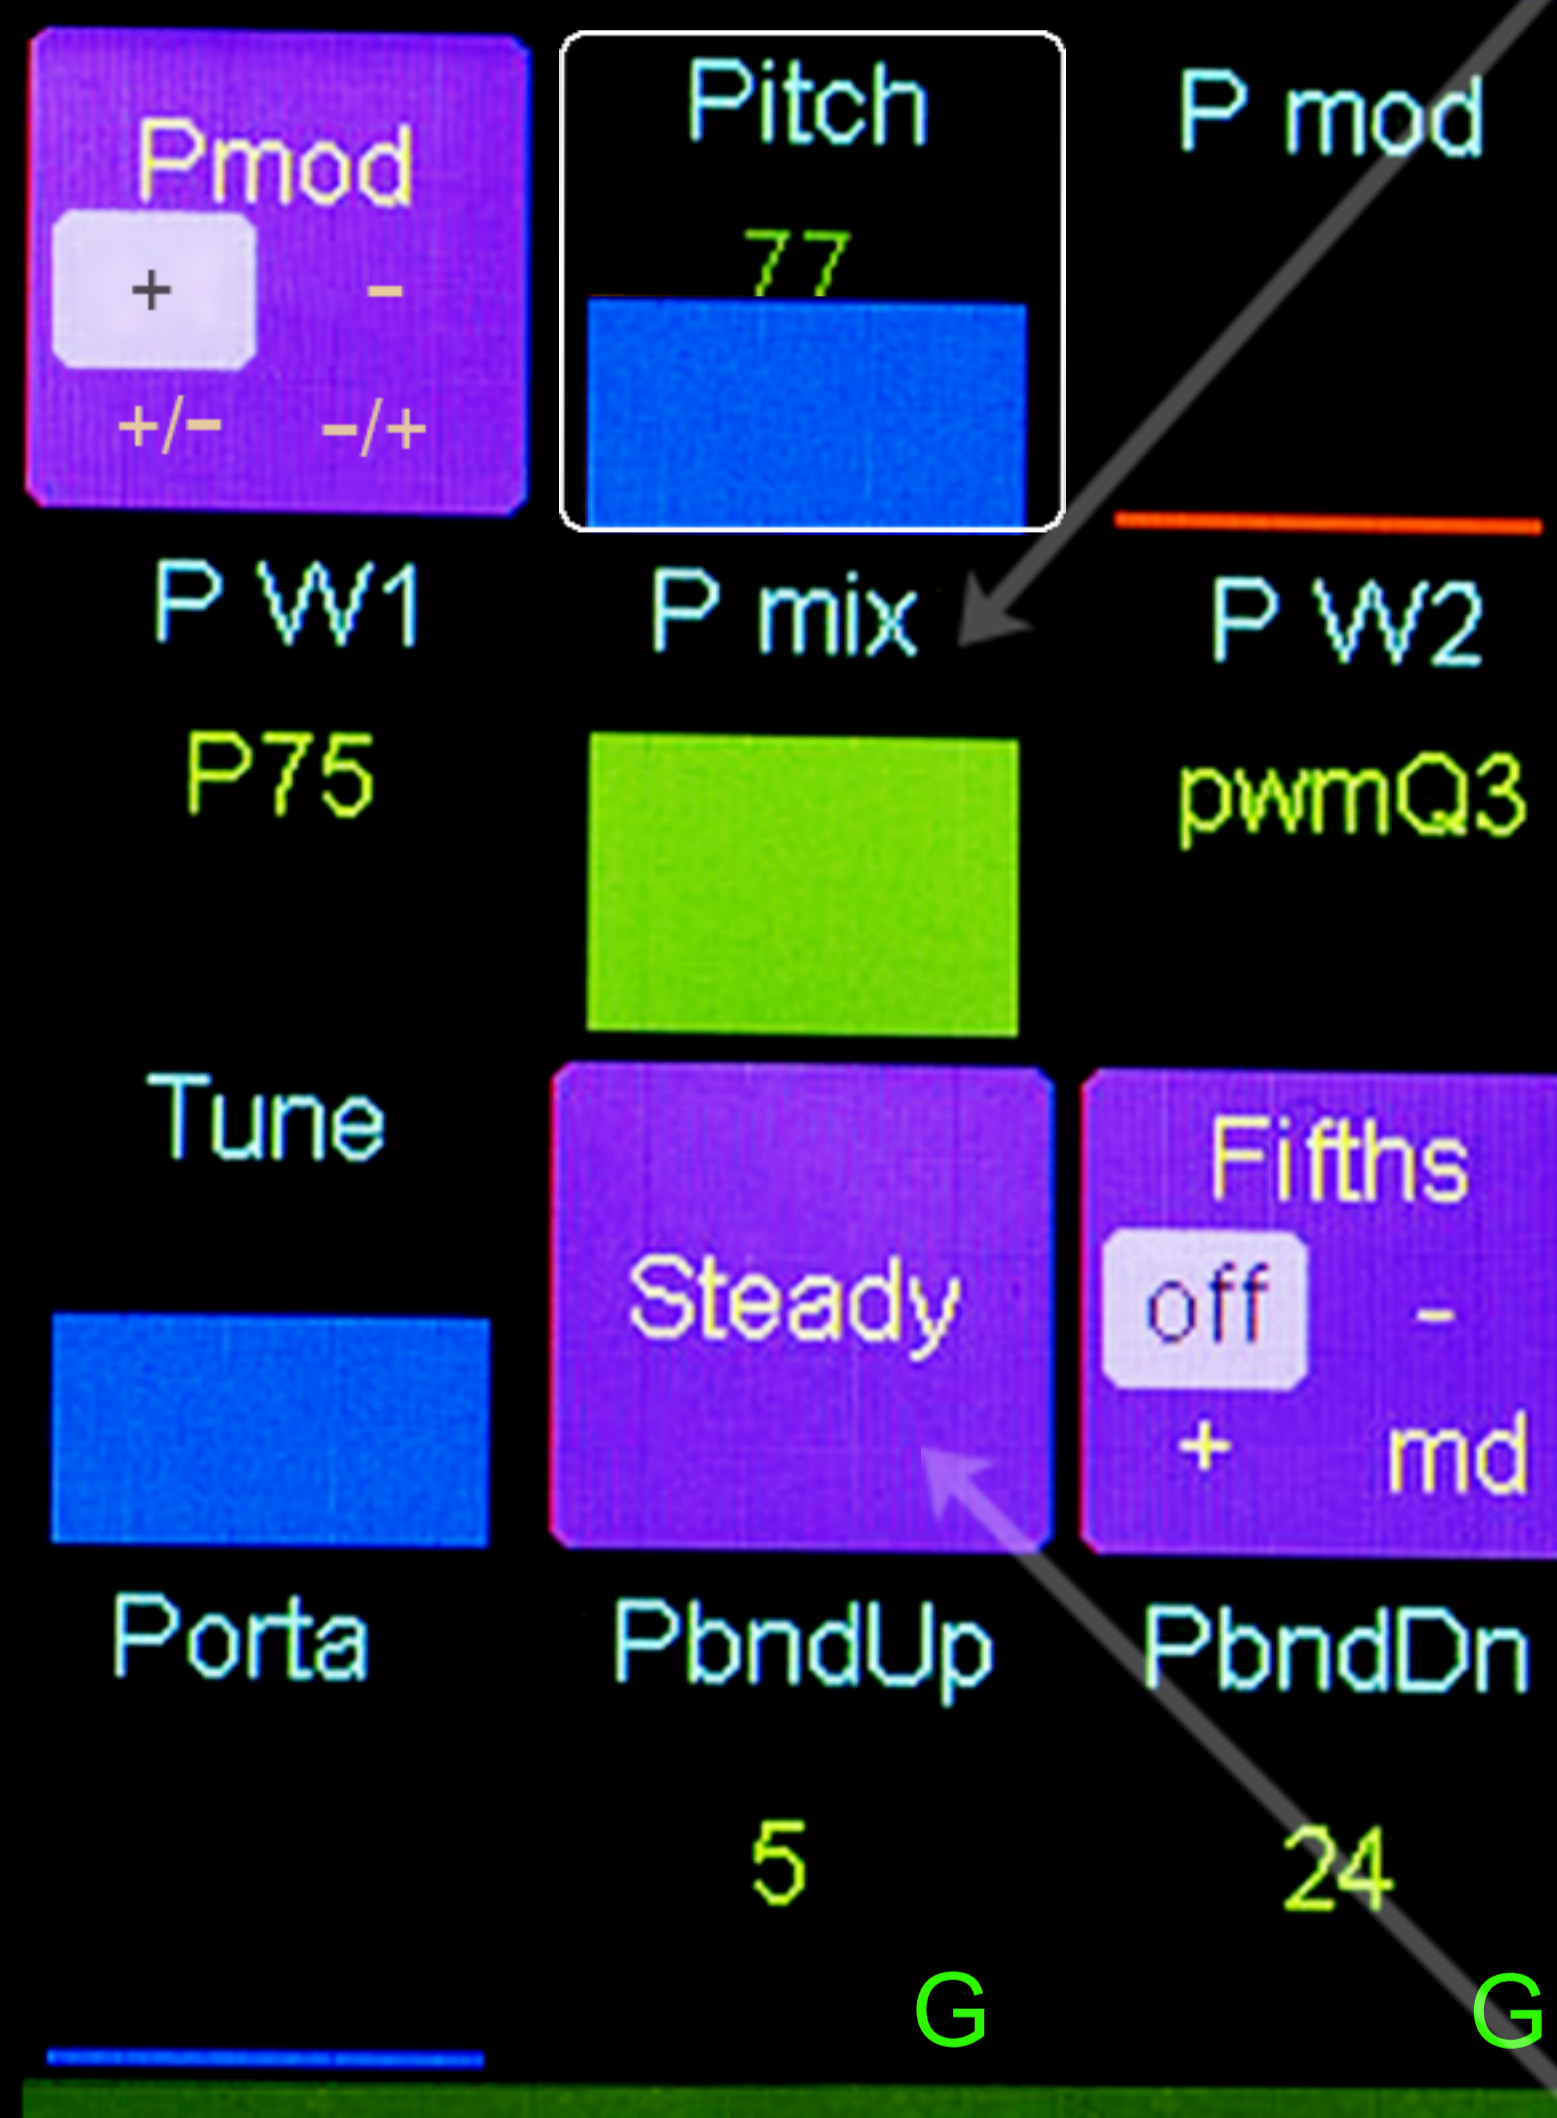 Pmod
+ -
+/- -/+
Pitch
77
P mod
P W1
P75
P mix
P W2
pwmQ3
Tune
Steady
Fifths
off -
+ md
Porta
PbndUp
5
G
PbndDn
24
G